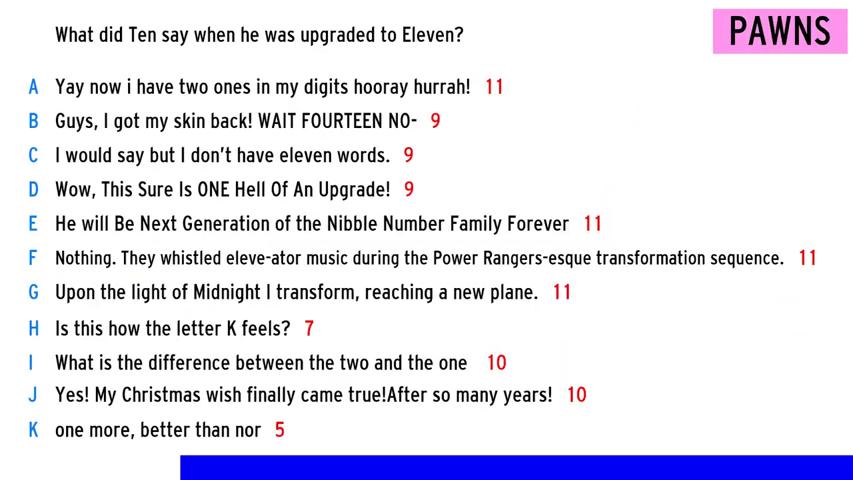 What did Ten say when he was upgraded to Eleven?
PAWNS
A Yay now i have two ones in my digits hooray hurrah! 11
B Guys, I got my skin back! WAIT FOURTEEN NO- 9
C I would say but I don't have eleven words. 9
D Wow, This Sure Is ONE Hell Of An Upgrade! 9
E He will Be Next Generation of the Nibble Number Family Forever 11
F Nothing. They whistled eleve-ator music during the Power Rangers-esque transformation sequence. 11
G Upon the light of Midnight I transform, reaching a new plane. 11
H Is this how the letter K feels? 7
I What is the difference between the two and the one 10
J Yes! My Christmas wish finally came true!After so many years! 10
K one more, better than nor 5